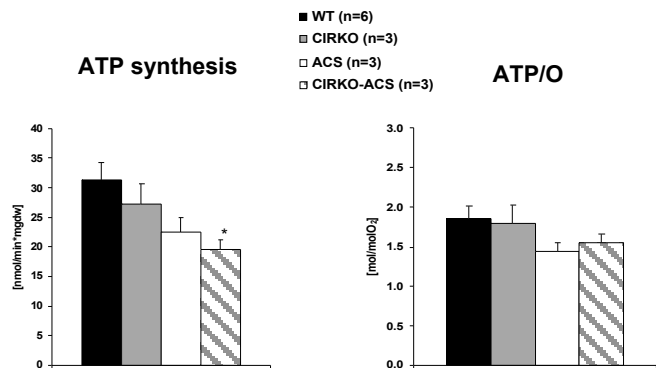 WT (n=6)
CIRKO (n=3)
ACS (n=3)
CIRKO-ACS (n=3)
ATP synthesis
[nmol/min*mgdw]
40
35
30
25
20
15
10
5
0
*
ATP/O
[mol/molO₂]
3.0
2.5
2.0
1.5
1.0
0.5
0.0